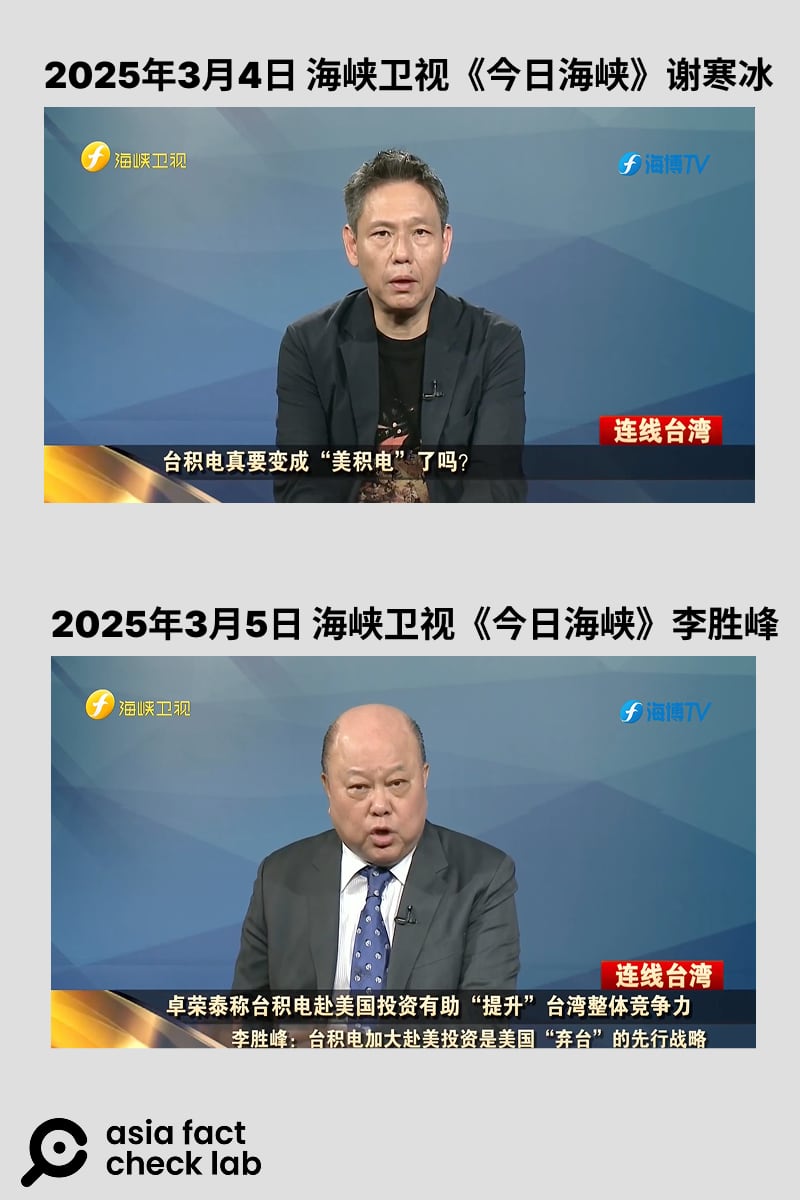 2025年3月4日 海峡卫视《今日海峡》谢寒冰
海峡卫视
海博TV
连线台湾
台积电真要变成“美积电”了吗？
2025年3月5日 海峡卫视《今日海峡》李胜峰
海峡卫视
海博TV
连线台湾
卓荣泰称台积电赴美国投资有助“提升”台湾整体竞争力
李胜峰：台积电加大赴美投资是美国“弃台”的先行战略
asia fact
check lab